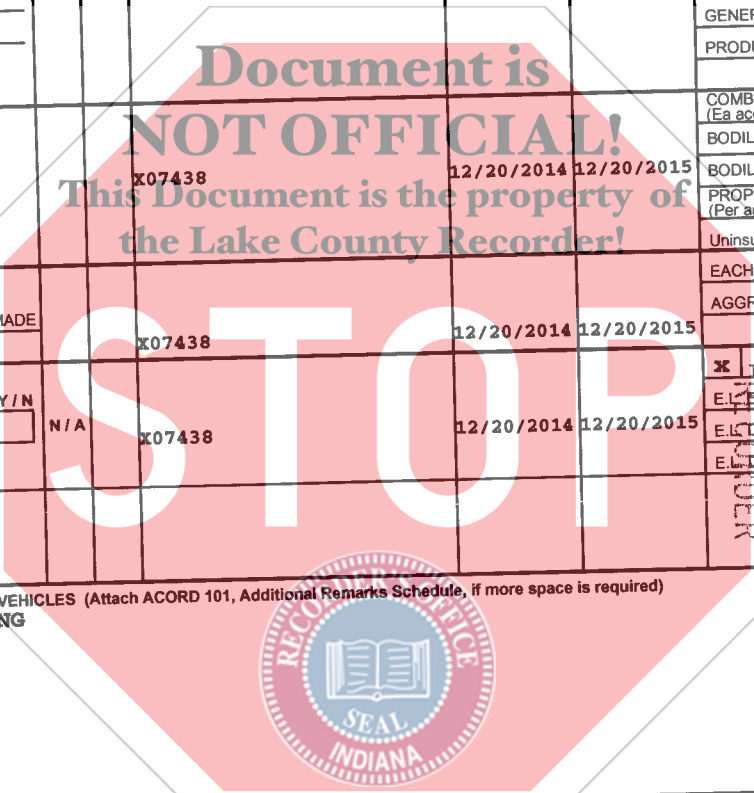 GENER
PRODU
Document is
COMB
(Ea acc
NOT OFFICIAL!
BODIL
X07438 12/20/2014 12/20/2015 BODIL
This Document is the property of
PROP
(Per a
the Lake County Recorder!
Uninsu
EACH
AGGR
MADE
X07438 12/20/2014 12/20/2015
STOP
X
Y / N
E.L.
N / A X07438 12/20/2014 12/20/2015
E.L.
E.L.
RECORDER
VEHICLES (Attach ACORD 101, Additional Remarks Schedule, if more space is required)
NG
RECORDER'S OFFICE
SEAL
INDIANA